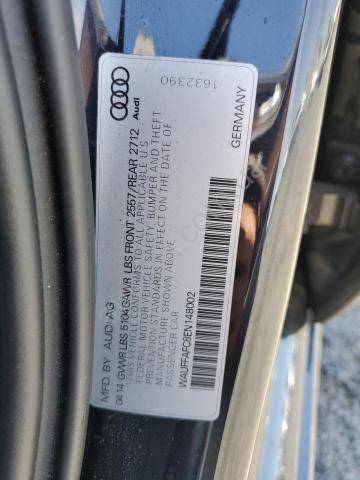 MFD BY AUDI AG
04 14 GVWR LBS 5104 GAWR LBS FRONT 2557/REAR 2712
THIS VEHICLE CONFORMS TO ALL APPLICABLE U S
FEDERAL MOTOR VEHICLE SAFETY, BUMPER AND THEFT
PREVENTION STANDARDS IN EFFECT ON THE DATE OF
MANUFACTURE SHOWN ABOVE
PASSENGER CAR
WAUFFAFC8EN148002
Audi
GERMANY
1632390